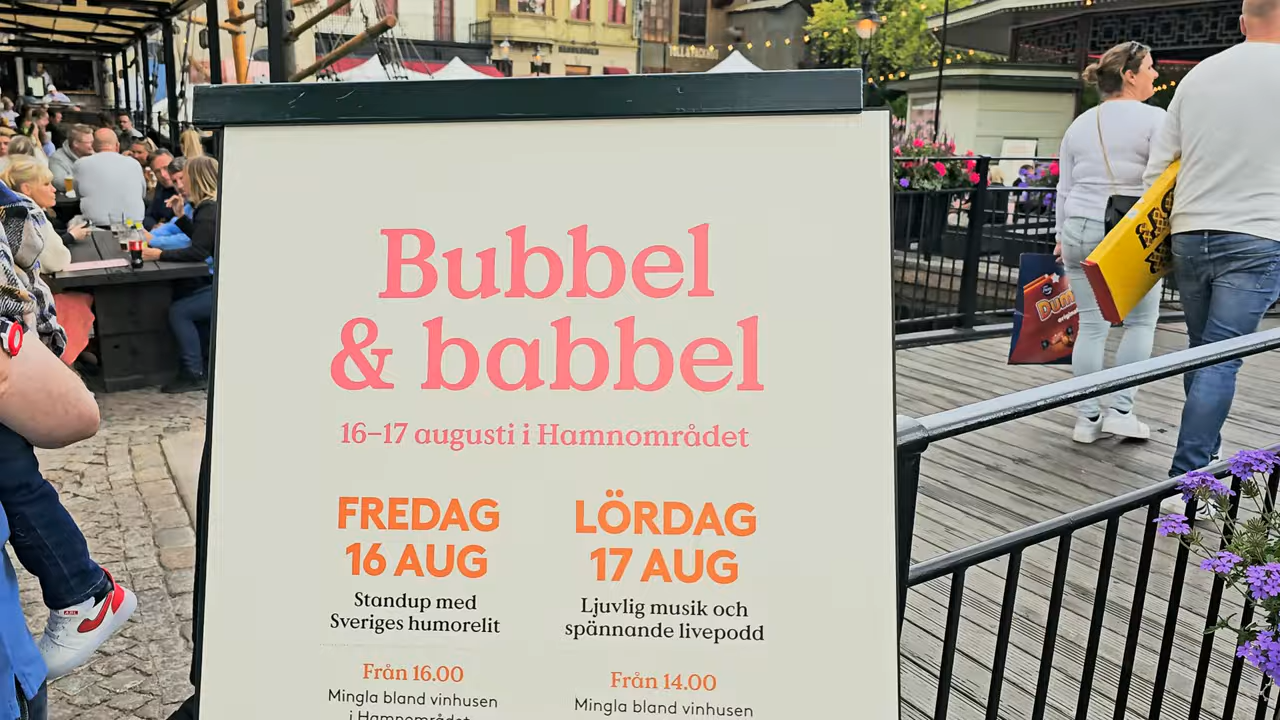 Bubbel
& babbel
16–17 augusti i Hamnområdet
FREDAG
16 AUG
Standup med
Sveriges humorelit
Från 16.00
Mingla bland vinhusen
i Hamnområdet
LÖRDAG
17 AUG
Ljuvlig musik och
spännande livepodd
Från 14.00
Mingla bland vinhusen